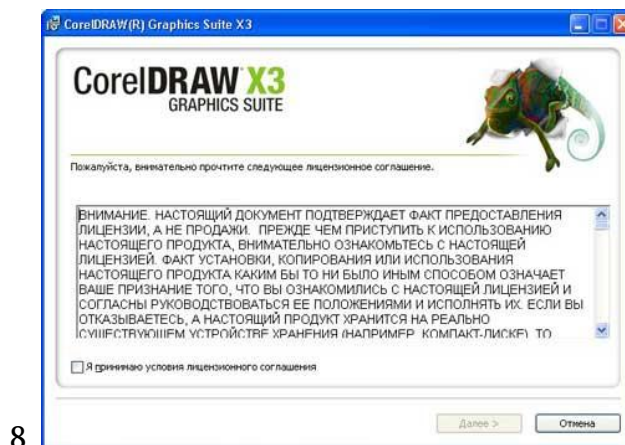 CorelDRAW(R) Graphics Suite X3
CorelDRAW X3
GRAPHICS SUITE
Пожалуйста, внимательно прочтите следующее лицензионное соглашение.
ВНИМАНИЕ. НАСТОЯЩИЙ ДОКУМЕНТ ПОДТВЕРЖДАЕТ ФАКТ ПРЕДОСТАВЛЕНИЯ
ЛИЦЕНЗИИ, А НЕ ПРОДАЖИ. ПРЕЖДЕ ЧЕМ ПРИСТУПИТЬ К ИСПОЛЬЗОВАНИЮ
НАСТОЯЩЕГО ПРОДУКТА, ВНИМАТЕЛЬНО ОЗНАКОМЬТЕСЬ С НАСТОЯЩЕЙ
ЛИЦЕНЗИЕЙ. ФАКТ УСТАНОВКИ, КОПИРОВАНИЯ ИЛИ ИСПОЛЬЗОВАНИЯ
НАСТОЯЩЕГО ПРОДУКТА КАКИМ БЫ ТО НИ БЫЛО ИНЫМ СПОСОБОМ ОЗНАЧАЕТ
ВАШЕ ПРИЗНАНИЕ ТОГО, ЧТО ВЫ ОЗНАКОМИЛИСЬ С НАСТОЯЩЕЙ ЛИЦЕНЗИЕЙ И
СОГЛАСНЫ РУКОВОДСТВОВАТЬСЯ ЕЕ ПОЛОЖЕНИЯМИ И ИСПОЛНЯТЬ ИХ. ЕСЛИ ВЫ
ОТКАЗЫВАЕТЕСЬ, А НАСТОЯЩИЙ ПРОДУКТ ХРАНИТСЯ НА РЕАЛЬНО
СУЩЕСТВУЮЩЕМ УСТРОЙСТВЕ ХРАНЕНИЯ (НАПРИМЕР, КОМПАКТ-ДИСКЕ), ТО
Я принимаю условия лицензионного соглашения
Далее >
Отмена
8